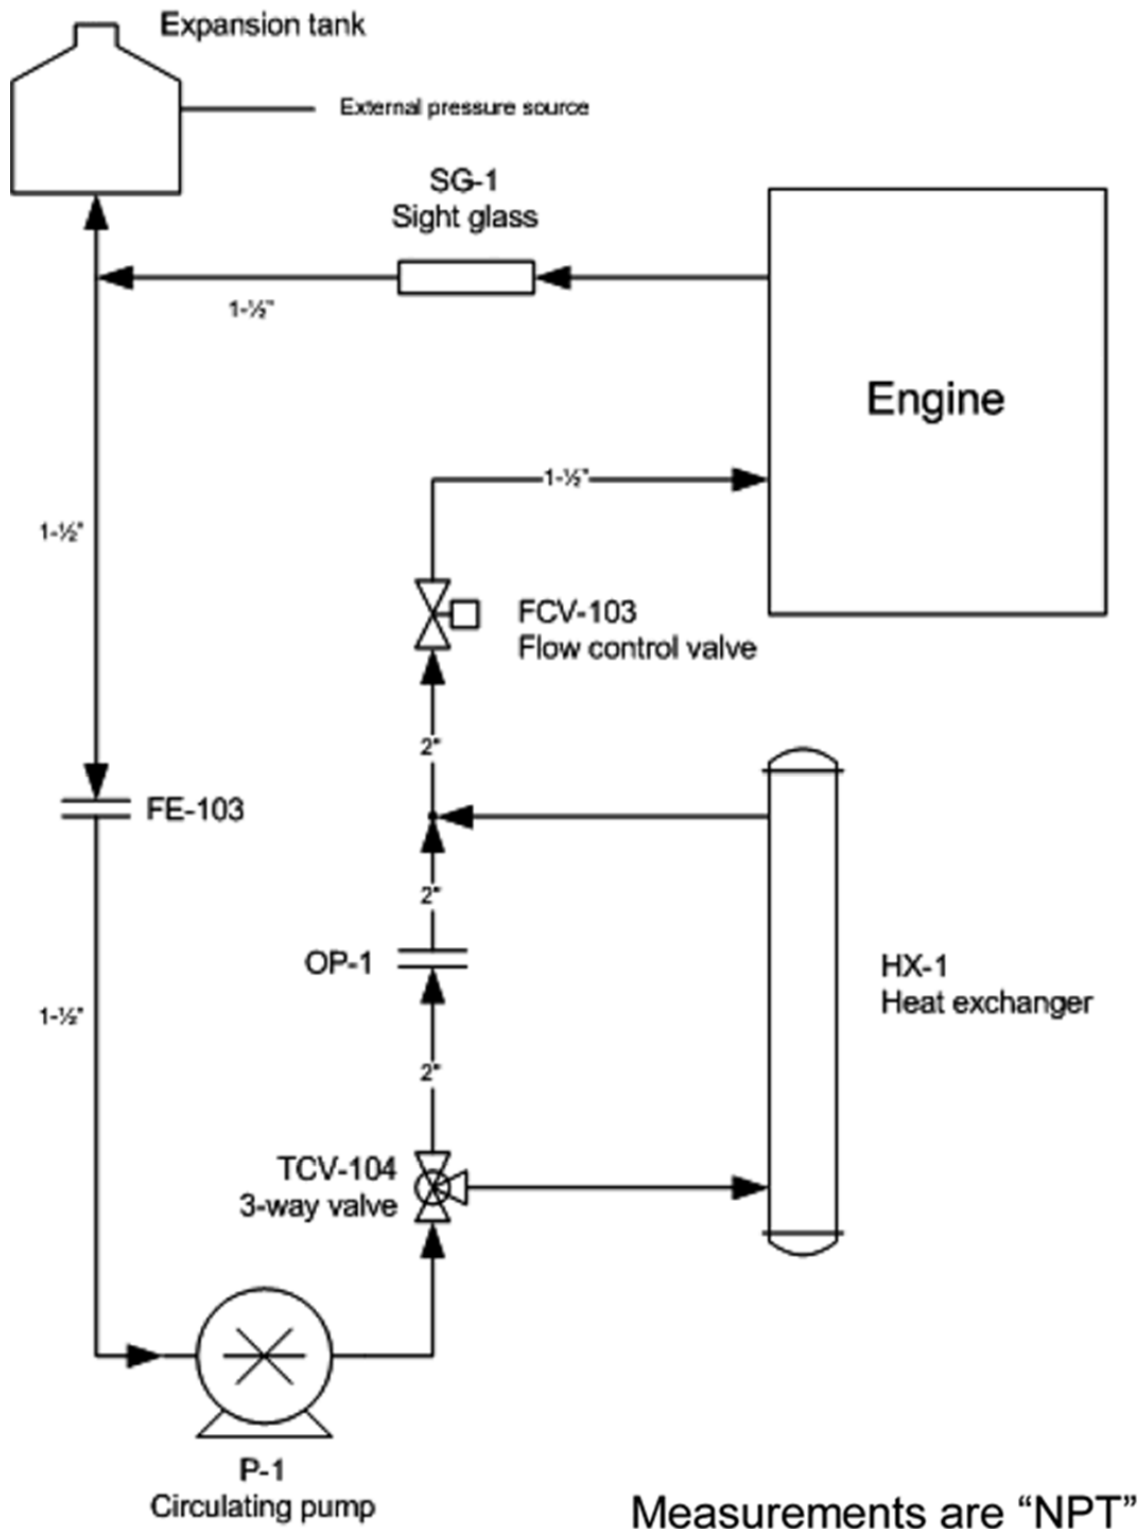 Expansion tank
External pressure source
SG-1
Sight glass
1-½"
Engine
1-½"
1-½"
FCV-103
Flow control valve
2"
FE-103
2"
OP-1
HX-1
Heat exchanger
1-½"
2"
TCV-104
3-way valve
P-1
Circulating pump
Measurements are “NPT”